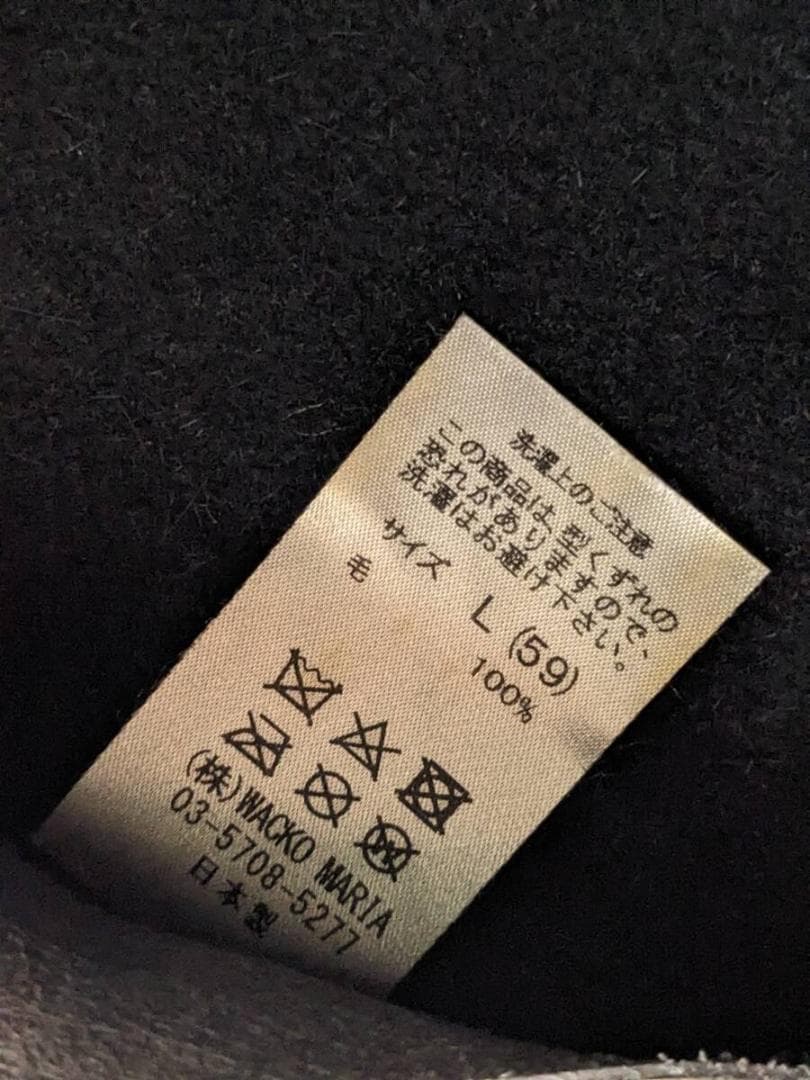 洗濯上のご注意
この商品は、型くずれの
恐れがありますので、
洗濯はお避け下さい。
サイズ L (59)
毛 100%
(株)WACKO MARIA
03-5708-5277
日本製